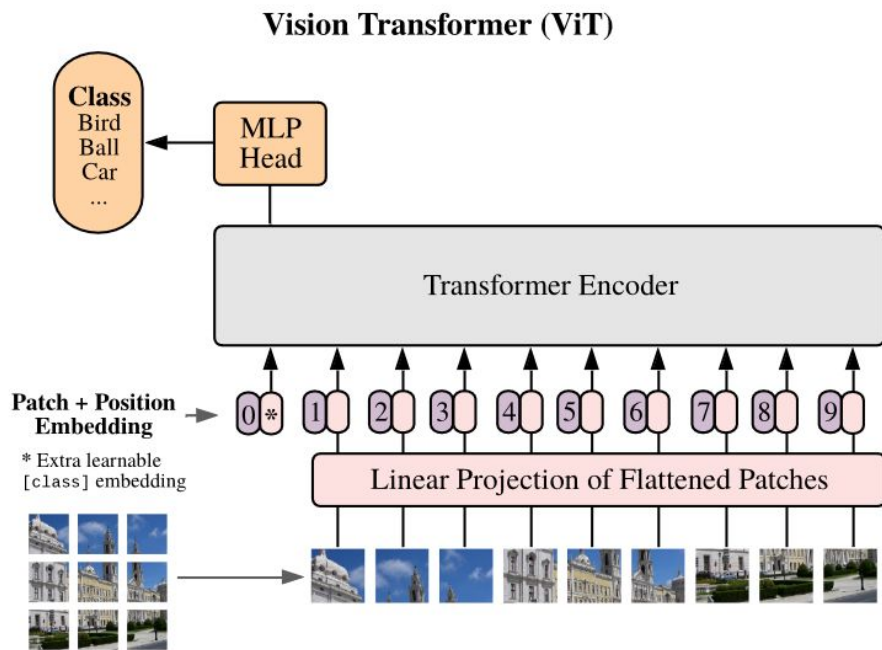 Vision Transformer (ViT)
Class
Bird
Ball
Car
...
MLP
Head
Transformer Encoder
Patch + Position
Embedding
* Extra learnable
[class] embedding
0 * 1 2 3 4 5 6 7 8 9
Linear Projection of Flattened Patches